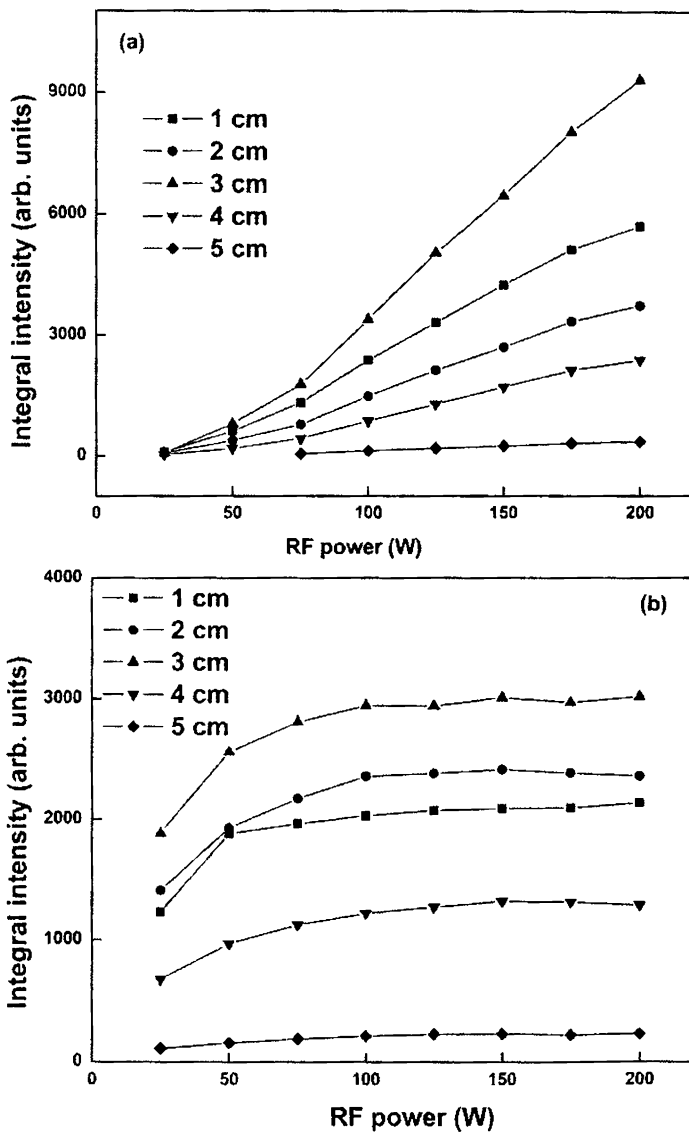 (a)
Integral intensity (arb. units)
9000
6000
3000
0
1 cm
2 cm
3 cm
4 cm
5 cm
0 50 100 150 200
RF power (W)
(b)
Integral intensity (arb. units)
4000
3000
2000
1000
0
1 cm
2 cm
3 cm
4 cm
5 cm
0 50 100 150 200
RF power (W)